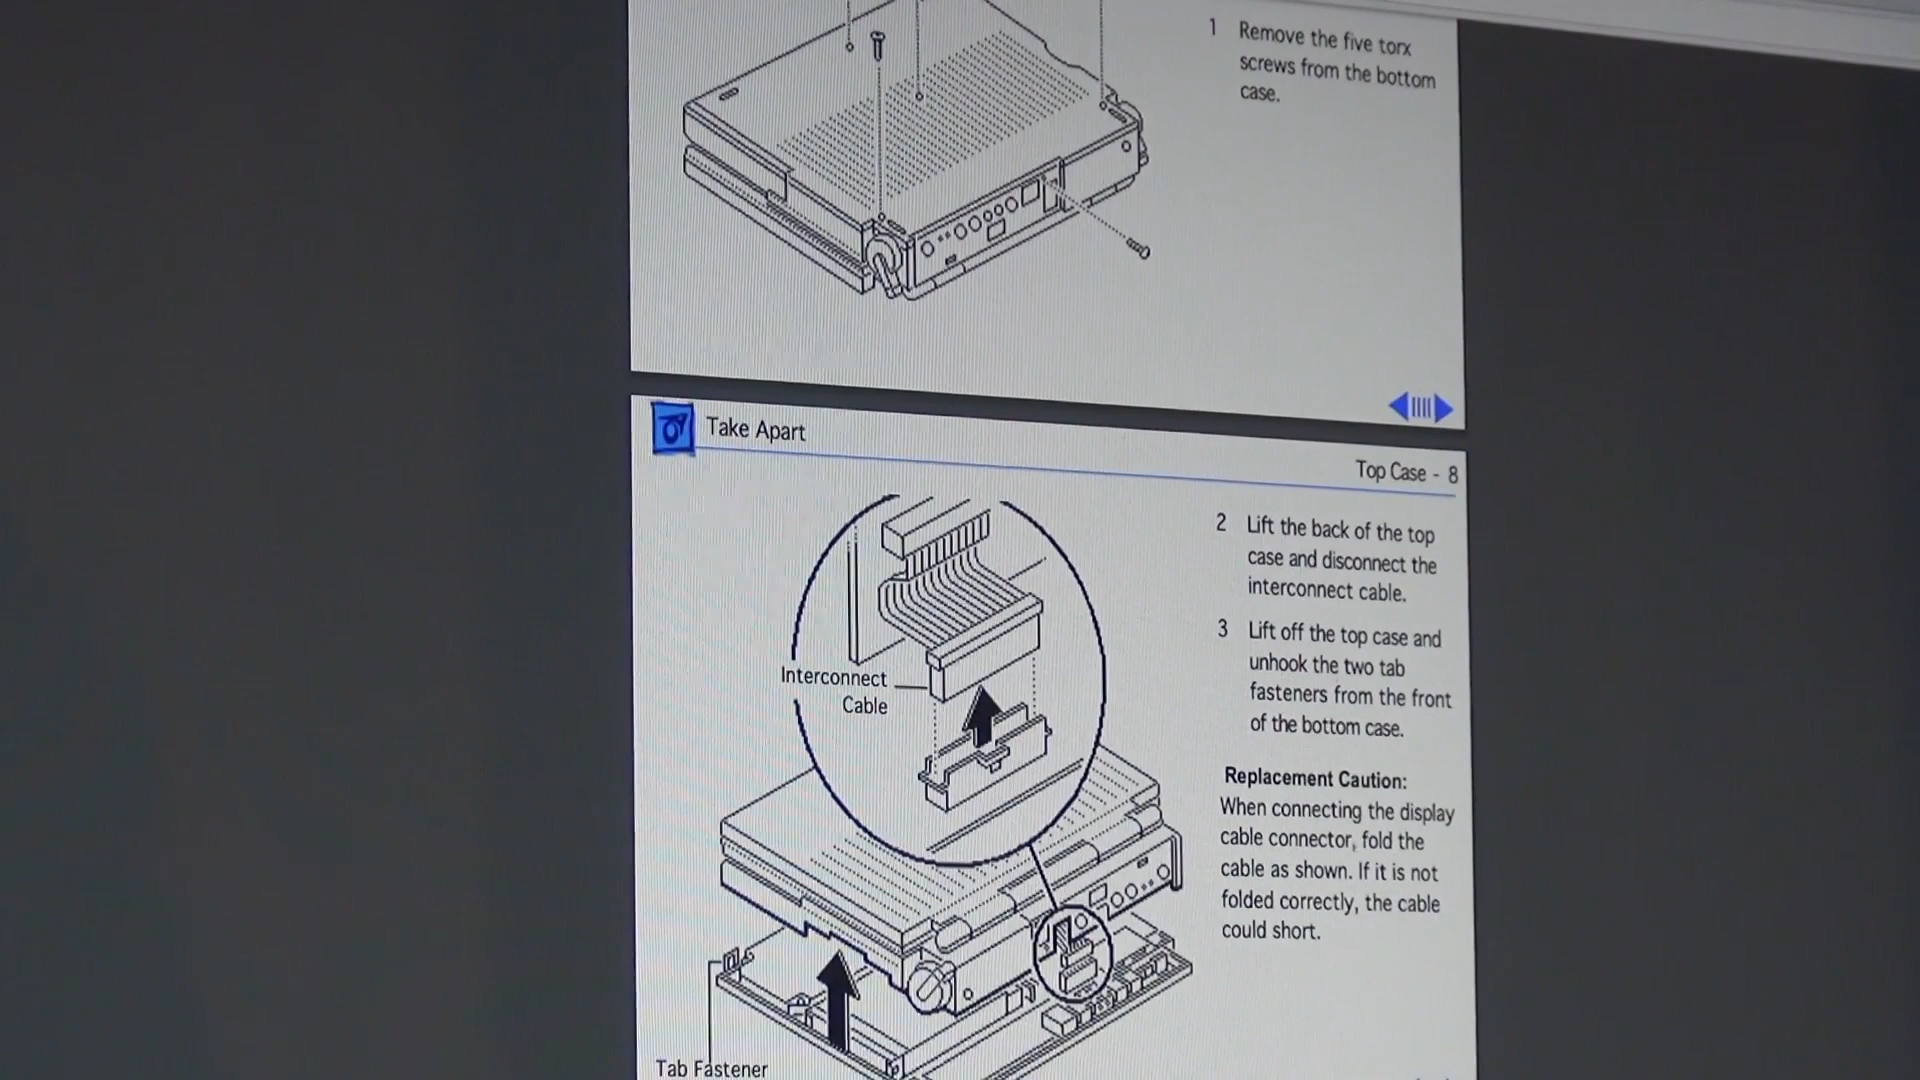 1 Remove the five torx
screws from the bottom
case.
Take Apart
Top Case - 8
2 Lift the back of the top
case and disconnect the
interconnect cable.
3 Lift off the top case and
unhook the two tab
fasteners from the front
of the bottom case.
Interconnect
Cable
Replacement Caution:
When connecting the display
cable connector, fold the
cable as shown. If it is not
folded correctly, the cable
could short.
Tab Fastener